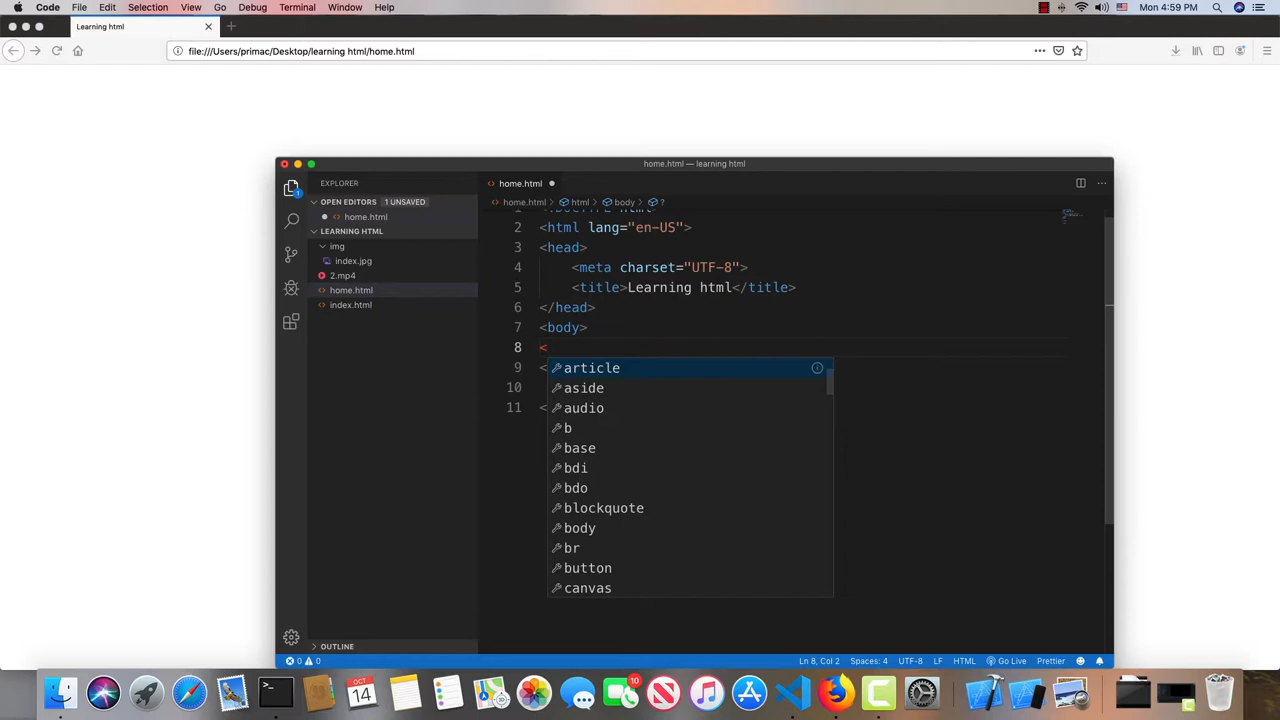 Code File Edit Selection View Go Debug Terminal Window Help Mon 4:59 PM
Learning html
file:///Users/primac/Desktop/learning html/home.html
home.html — learning html
EXPLORER
home.html
OPEN EDITORS 1 UNSAVED
home.html
LEARNING HTML
img
index.jpg
2.mp4
home.html
index.html
OUTLINE
home.html html body ?
1 <!DOCTYPE html>
2 <html lang="en-US">
3 <head>
4 <meta charset="UTF-8">
5 <title>Learning html</title>
6 </head>
7 <body>
8 <
9 <
10
11 <
article
aside
audio
b
base
bdi
bdo
blockquote
body
br
button
canvas
0 0 Ln 8, Col 2 Spaces: 4 UTF-8 LF HTML Go Live Prettier
1
OCT
14
10